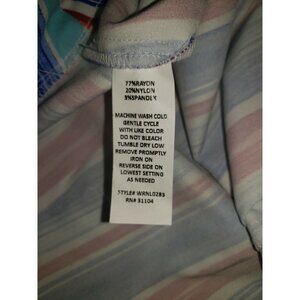 77%RAYON
20%NYLON
3%SPANDEX
MACHINE WASH COLD
GENTLE CYCLE
WITH LIKE COLOR
DO NOT BLEACH
TUMBLE DRY LOW
REMOVE PROMPTLY
IRON ON
REVERSE SIDE ON
LOWEST SETTING
AS NEEDED
STYLE# WRNL0283
RN# 31104